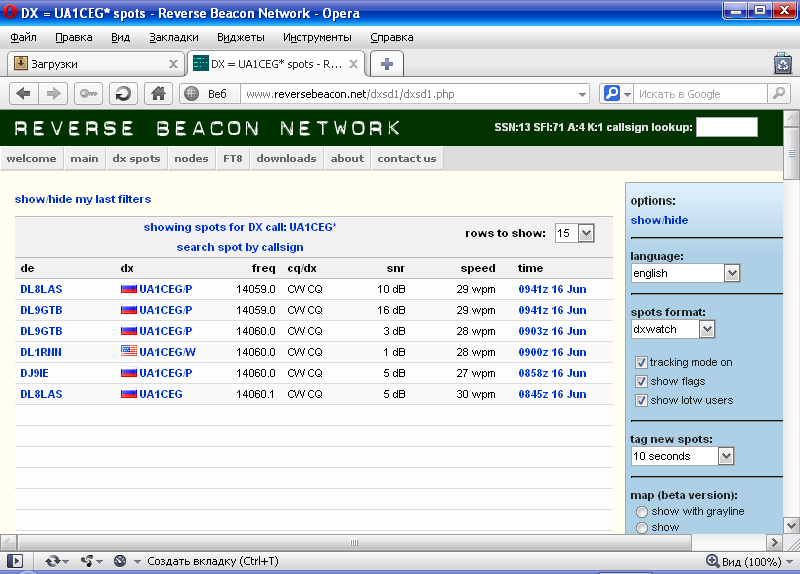 DX = UA1CEG* spots - Reverse Beacon Network - Opera
Файл Правка Вид Закладки Виджеты Инструменты Справка
Загрузки DX = UA1CEG* spots - R...
Веб www.reversebeacon.net/dxsd1/dxsd1.php Искать в Google
REVERSE BEACON NETWORK SSN:13 SFI:71 A:4 K:1 callsign lookup:
welcome main dx spots nodes FT8 downloads about contact us
show/hide my last filters
showing spots for DX call: UA1CEG*
search spot by callsign
rows to show: 15
de dx freq cq/dx snr speed time
DL8LAS UA1CEG/P 14059.0 CW CQ 10 dB 29 wpm 0941z 16 Jun
DL9GTB UA1CEG/P 14059.0 CW CQ 16 dB 29 wpm 0941z 16 Jun
DL9GTB UA1CEG/P 14060.0 CW CQ 3 dB 28 wpm 0903z 16 Jun
DL1RNN UA1CEG/W 14060.0 CW CQ 1 dB 28 wpm 0900z 16 Jun
DJ9IE UA1CEG/P 14060.0 CW CQ 5 dB 27 wpm 0858z 16 Jun
DL8LAS UA1CEG 14060.1 CW CQ 5 dB 30 wpm 0845z 16 Jun
options:
show/hide
language:
english
spots format:
dxwatch
tracking mode on
show flags
show lotw users
tag new spots:
10 seconds
map (beta version):
show with grayline
show
Создать вкладку (Ctrl+T) Вид (100%)